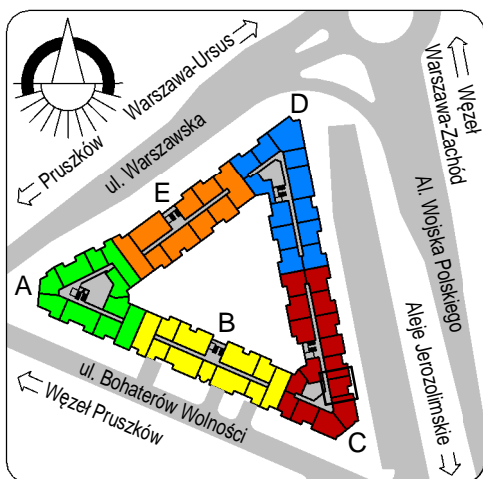 Warszawa-Ursus
Pruszków
ul. Warszawska
Węzeł
Warszawa-Zachód
Al. Wojska Polskiego
Aleje Jerozolimskie
D
E
A
B
C
ul. Bohaterów Wolności
Węzeł Pruszków